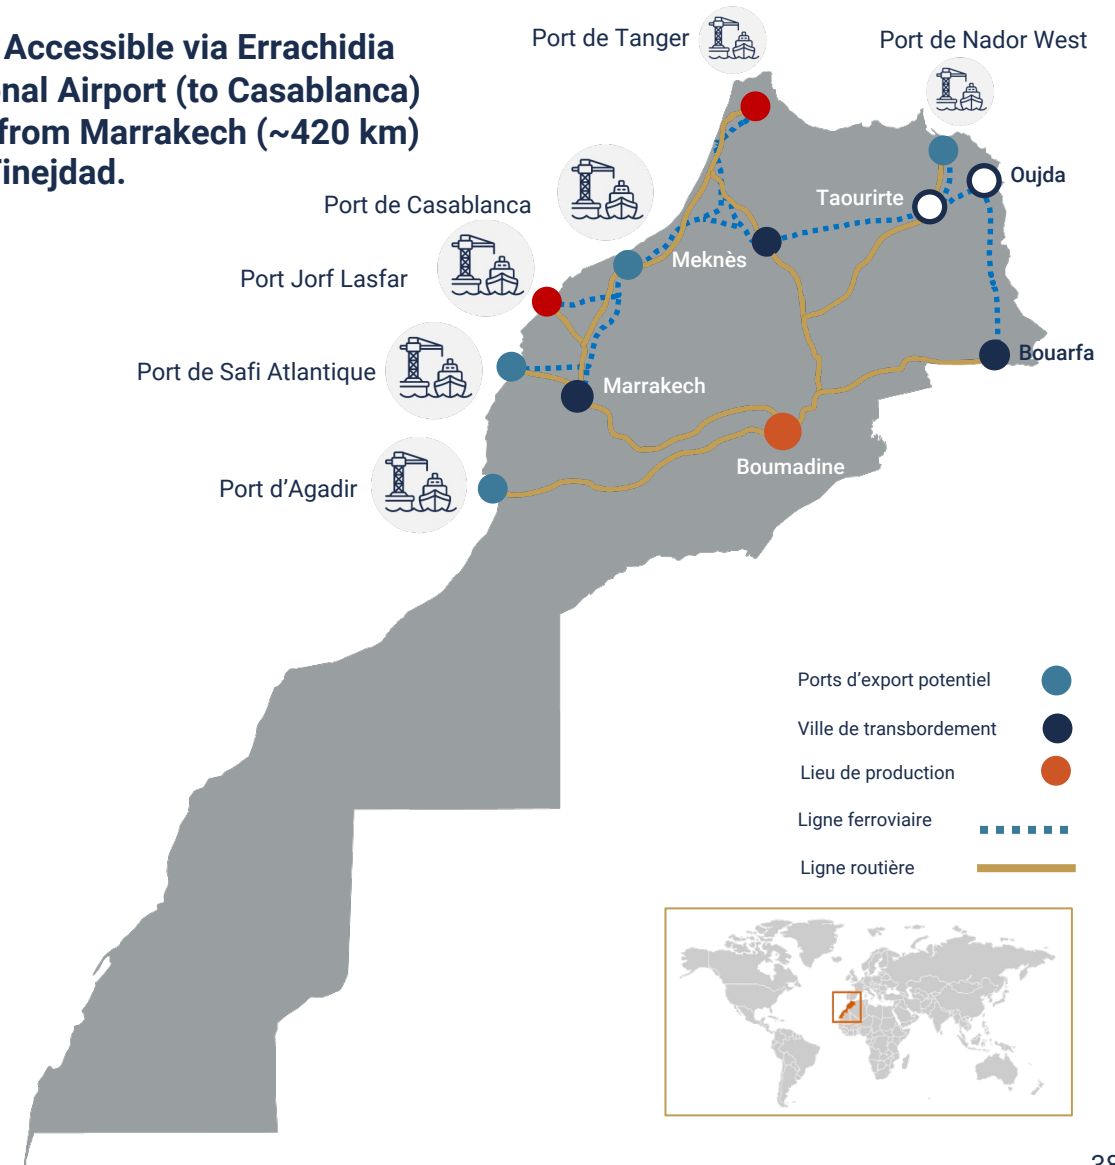 Accessible via Errachidia
Airport (to Casablanca)
from Marrakech (~420 km)
Port de Tanger
Port de Nador West
Oujda
Taourirte
Port de Casablanca
Meknès
Port Jorf Lasfar
Bouarfa
Port de Safi Atlantique
Marrakech
Boumadine
Port d’Agadir
Ports d’export potentiel
Ville de transbordement
Lieu de production
Ligne ferroviaire
Ligne routière